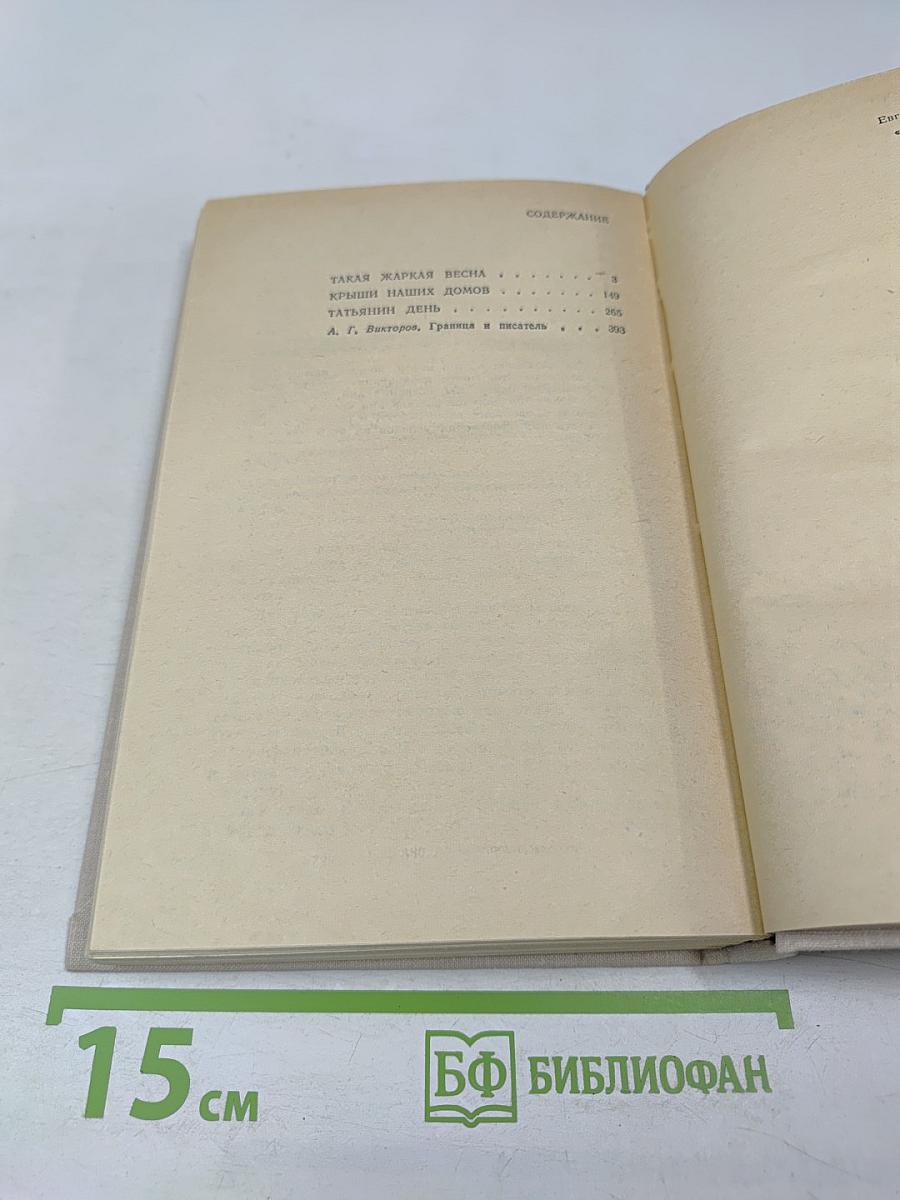 СОДЕРЖАНИЕ
ТАКАЯ ЖАРКАЯ ВЕСНА . . . . . . . 3
КРЫШИ НАШИХ ДОМОВ . . . . . . . 149
ТАТЬЯНИН ДЕНЬ . . . . . . . . . . 265
А. Г. Викторов. Граница и писатель . . . 393
Евг
15 см
БФ БИБЛИОФАН